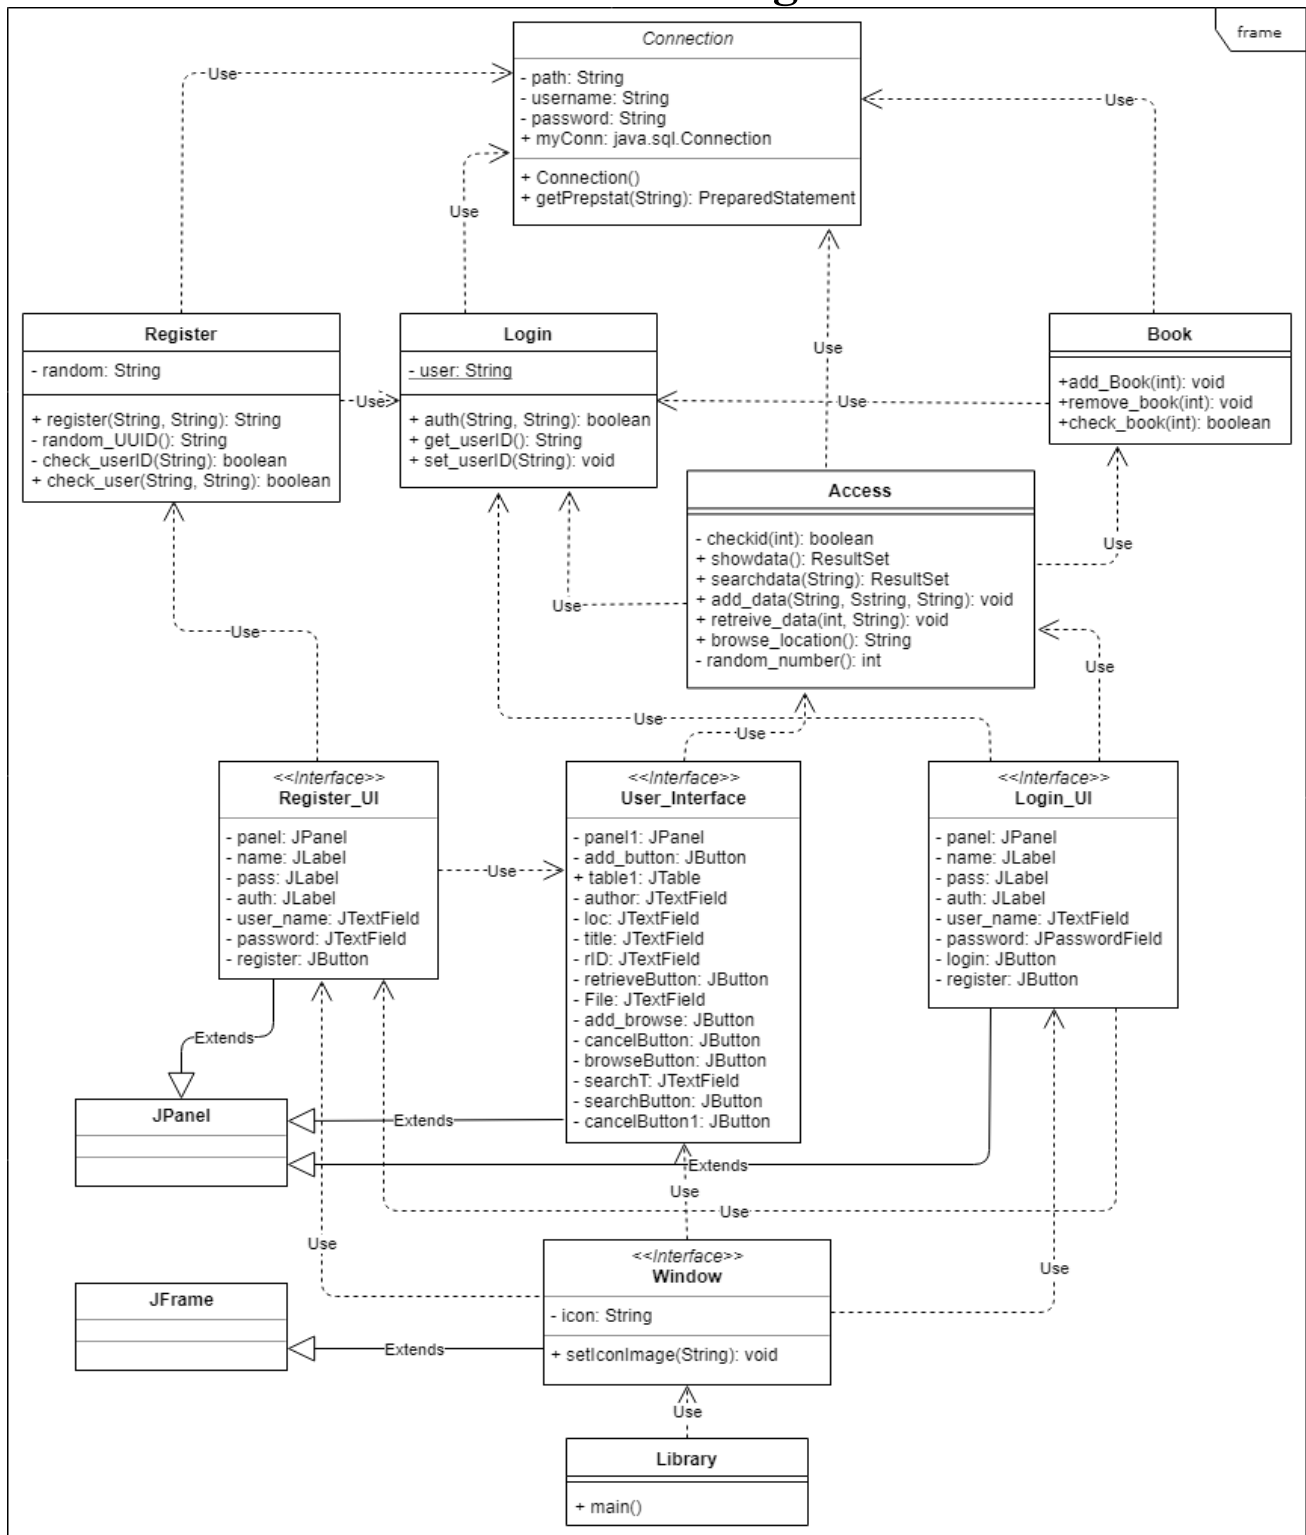 frame
Connection
- path: String
- username: String
- password: String
+ myConn: java.sql.Connection
+ Connection()
+ getPrepstat(String): PreparedStatement
Use
Use
Use
Use
Register
- random: String
+ register(String, String): String
- random_UUID(): String
- check_userID(String): boolean
+ check_user(String, String): boolean
Use
Login
- user: String
+ auth(String, String): boolean
+ get_userID(): String
+ set_userID(String): void
Use
Book
+add_Book(int): void
+remove_book(int): void
+check_book(int): boolean
Access
- checkid(int): boolean
+ showdata(): ResultSet
+ searchdata(String): ResultSet
+ add_data(String, Sstring, String): void
+ retreive_data(int, String): void
+ browse_location(): String
- random_number(): int
Use
Use
Use
Use
Use
Use
<<Interface>>
Register_UI
- panel: JPanel
- name: JLabel
- pass: JLabel
- auth: JLabel
- user_name: JTextField
- password: JTextField
- register: JButton
Use
<<Interface>>
User_Interface
- panel1: JPanel
- add_button: JButton
+ table1: JTable
- author: JTextField
- loc: JTextField
- title: JTextField
- rID: JTextField
- retrieveButton: JButton
- File: JTextField
- add_browse: JButton
- cancelButton: JButton
- browseButton: JButton
- searchT: JTextField
- searchButton: JButton
- cancelButton1: JButton
<<Interface>>
Login_UI
- panel: JPanel
- name: JLabel
- pass: JLabel
- auth: JLabel
- user_name: JTextField
- password: JPasswordField
- login: JButton
- register: JButton
Extends
JPanel
Extends
Extends
Use
Use
Use
Use
JFrame
Extends
<<Interface>>
Window
- icon: String
+ setIconImage(String): void
Use
Library
+ main()